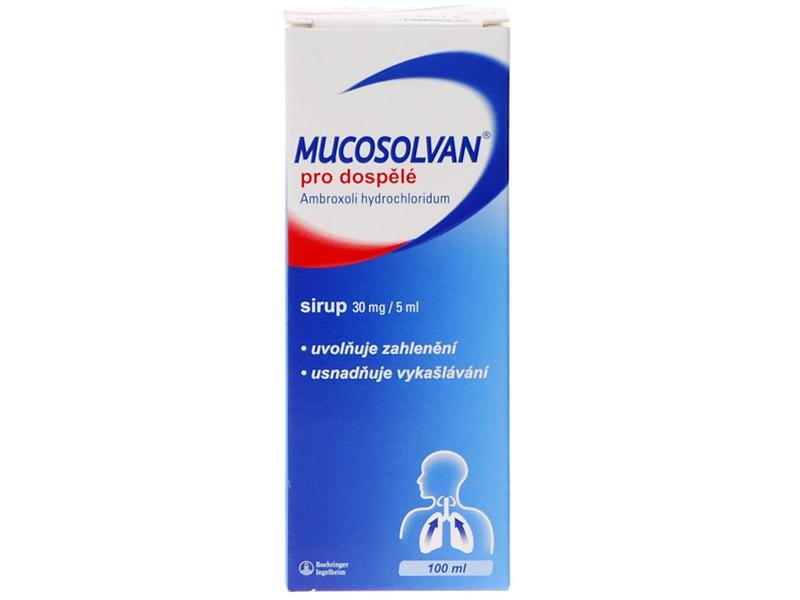 MUCOSOLVAN®
pro dospělé
Ambroxoli hydrochloridum
sirup 30 mg / 5 ml
• uvolňuje zahlenění
• usnadňuje vykašlávání
Boehringer
Ingelheim
100 ml